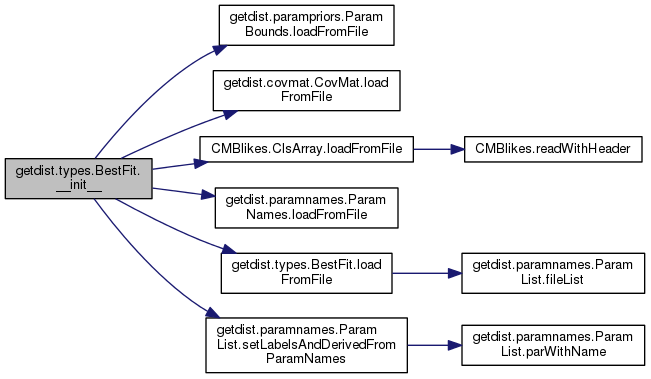 getdist.parampriors.Param
Bounds.loadFromFile
getdist.covmat.CovMat.load
FromFile
getdist.types.BestFit.
__init__
CMBlikes.ClsArray.loadFromFile
CMBlikes.readWithHeader
getdist.paramnames.Param
Names.loadFromFile
getdist.types.BestFit.load
FromFile
getdist.paramnames.Param
List.fileList
getdist.paramnames.Param
List.setLabelsAndDerivedFrom
ParamNames
getdist.paramnames.Param
List.parWithName